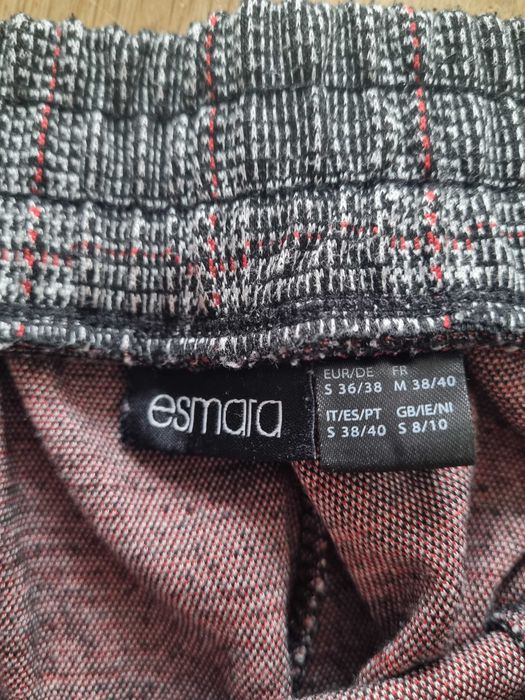 esmara
EUR/DE FR
S 36/38 M 38/40
IT/ES/PT GB/IE/NI
S 38/40 S 8/10